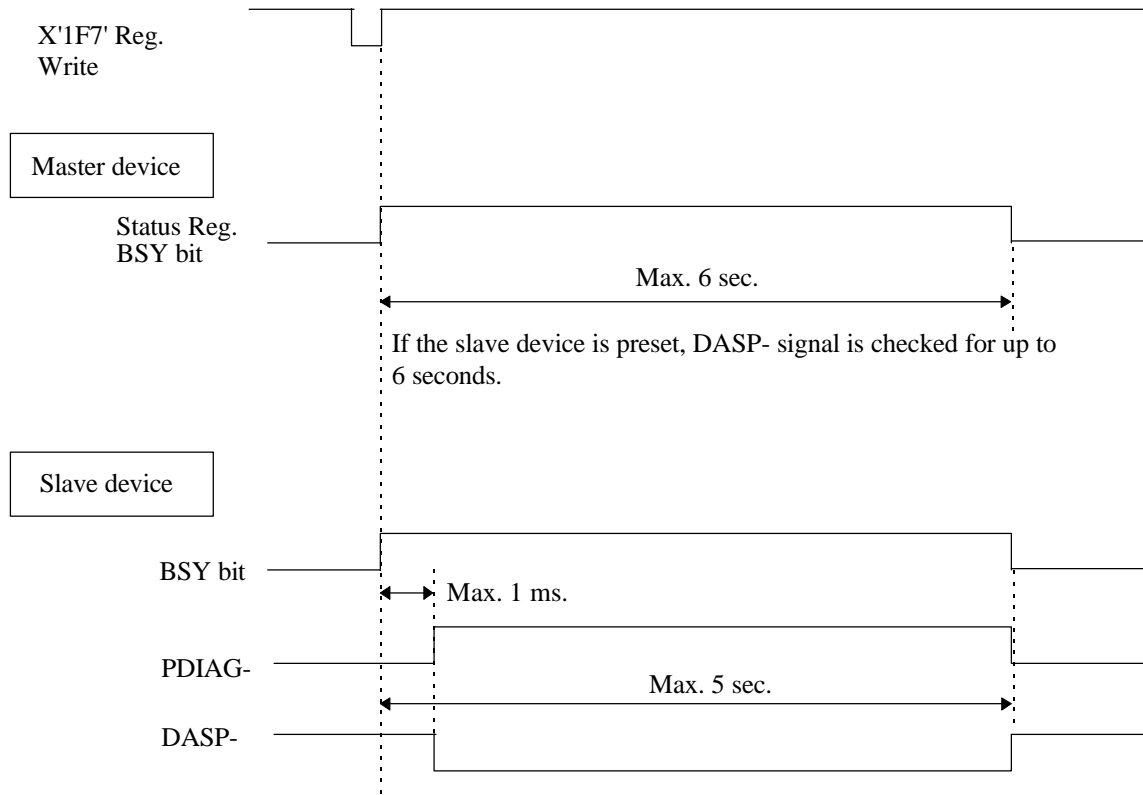 X'1F7' Reg.
Write
Master device
Status Reg.
BSY bit
Max. 6 sec.
If the slave device is preset, DASP- signal is checked for up to
6 seconds.
Slave device
BSY bit
Max. 1 ms.
PDIAG-
Max. 5 sec.
DASP-